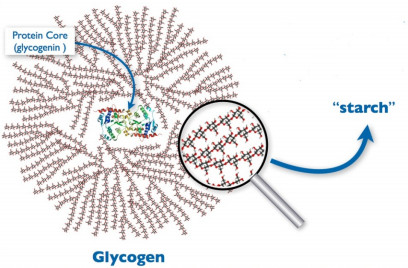 Protein Core
(glycogenin )
"starch"
Glycogen